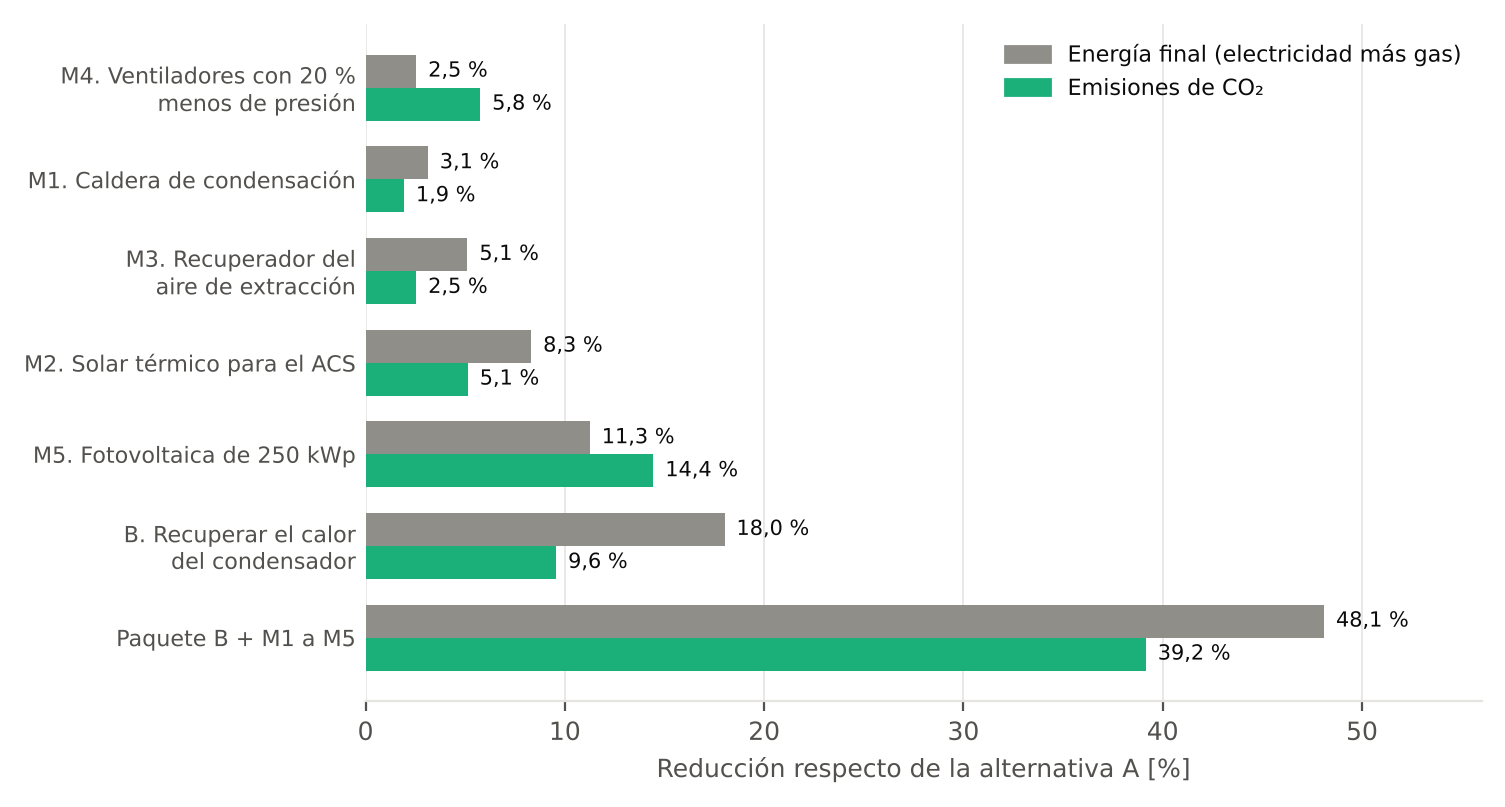 Energía final (electricidad más gas)
Emisiones de CO₂
M4. Ventiladores con 20 %
menos de presión
2,5 %
5,8 %
M1. Caldera de condensación
3,1 %
1,9 %
M3. Recuperador del
aire de extracción
5,1 %
2,5 %
M2. Solar térmico para el ACS
8,3 %
5,1 %
M5. Fotovoltaica de 250 kWp
11,3 %
14,4 %
B. Recuperar el calor
del condensador
18,0 %
9,6 %
Paquete B + M1 a M5
48,1 %
39,2 %
0 10 20 30 40 50
Reducción respecto de la alternativa A [%]